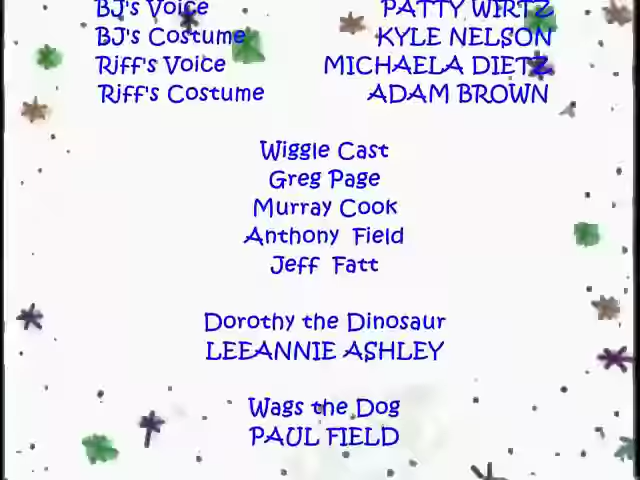 BJ's Voice PATTY WIRTZ
BJ's Costume KYLE NELSON
Riff's Voice MICHAELA DIETZ
Riff's Costume ADAM BROWN
Wiggle Cast
Greg Page
Murray Cook
Anthony Field
Jeff Fatt
Dorothy the Dinosaur
LEEANNIE ASHLEY
Wags the Dog
PAUL FIELD